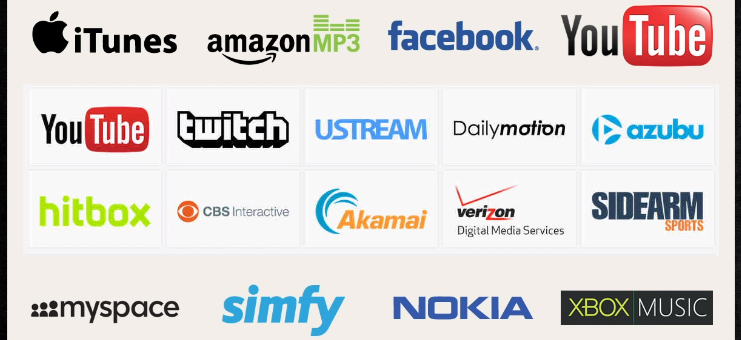 iTunes amazonMP3 facebook® YouTube
YouTube twitch USTREAM Dailymotion azubu
hitbox CBS Interactive Akamai verizon Digital Media Services SIDEARM SPORTS
myspace simfy NOKIA XBOX MUSIC